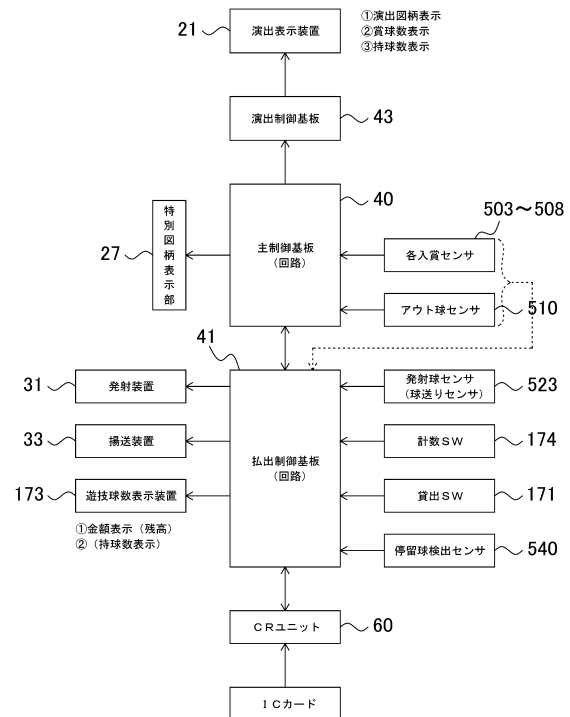 21
演出表示装置
①演出図柄表示
②賞球数表示
③持球数表示
演出制御基板
43
40
503～508
特別図柄表示部
27
主制御基板
(回路)
各入賞センサ
アウト球センサ
510
41
31
発射装置
発射球センサ
(球送りセンサ)
523
33
揚送装置
払出制御基板
(回路)
計数ＳＷ
174
173
遊技球数表示装置
貸出ＳＷ
171
①金額表示（残高）
②（持球数表示）
停留球検出センサ
540
ＣＲユニット
60
ＩＣカード